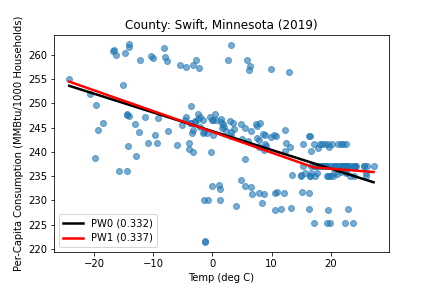 County: Swift, Minnesota (2019)
Per-Capita Consumption (MMBtu/1000 Households)
260
255
250
245
240
235
230
225
220
PW0 (0.332)
PW1 (0.337)
−20 −10 0 10 20
Temp (deg C)